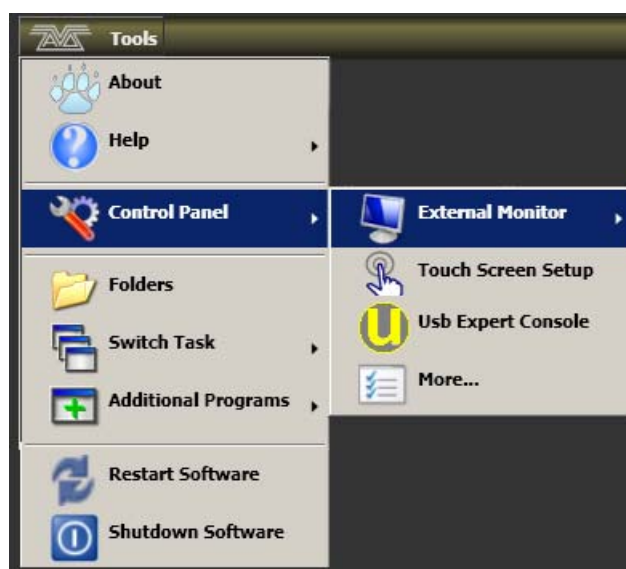 Tools
About
Help
Control Panel
External Monitor
Touch Screen Setup
Folders
Usb Expert Console
Switch Task
More...
Additional Programs
Restart Software
Shutdown Software